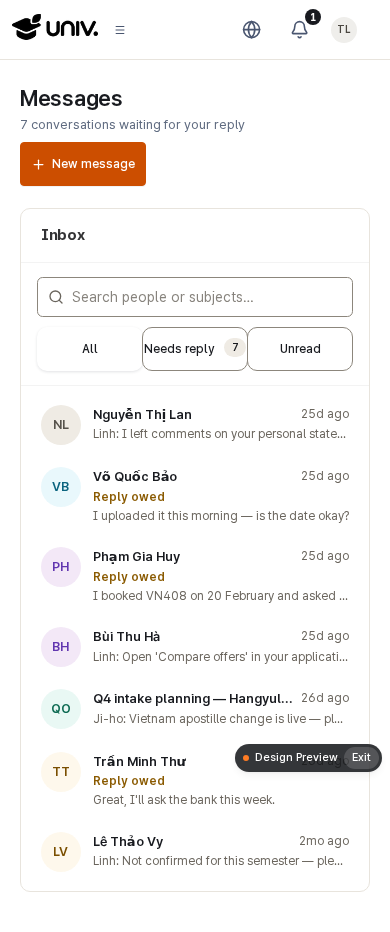 UNIV.
1
TL
Messages
7 conversations waiting for your reply
+ New message
Inbox
Search people or subjects...
All
Needs reply 7
Unread
NL
Nguyễn Thị Lan
25d ago
Linh: I left comments on your personal state...
VB
Võ Quốc Bảo
25d ago
Reply owed
I uploaded it this morning — is the date okay?
PH
Phạm Gia Huy
25d ago
Reply owed
I booked VN408 on 20 February and asked ...
BH
Bùi Thu Hà
25d ago
Linh: Open 'Compare offers' in your applicati...
QO
Q4 intake planning — Hangyul...
26d ago
Ji-ho: Vietnam apostille change is live — pl...
TT
Trần Minh Thư
Design Preview
Exit
Reply owed
Great, I'll ask the bank this week.
LV
Lê Thảo Vy
2mo ago
Linh: Not confirmed for this semester — ple...